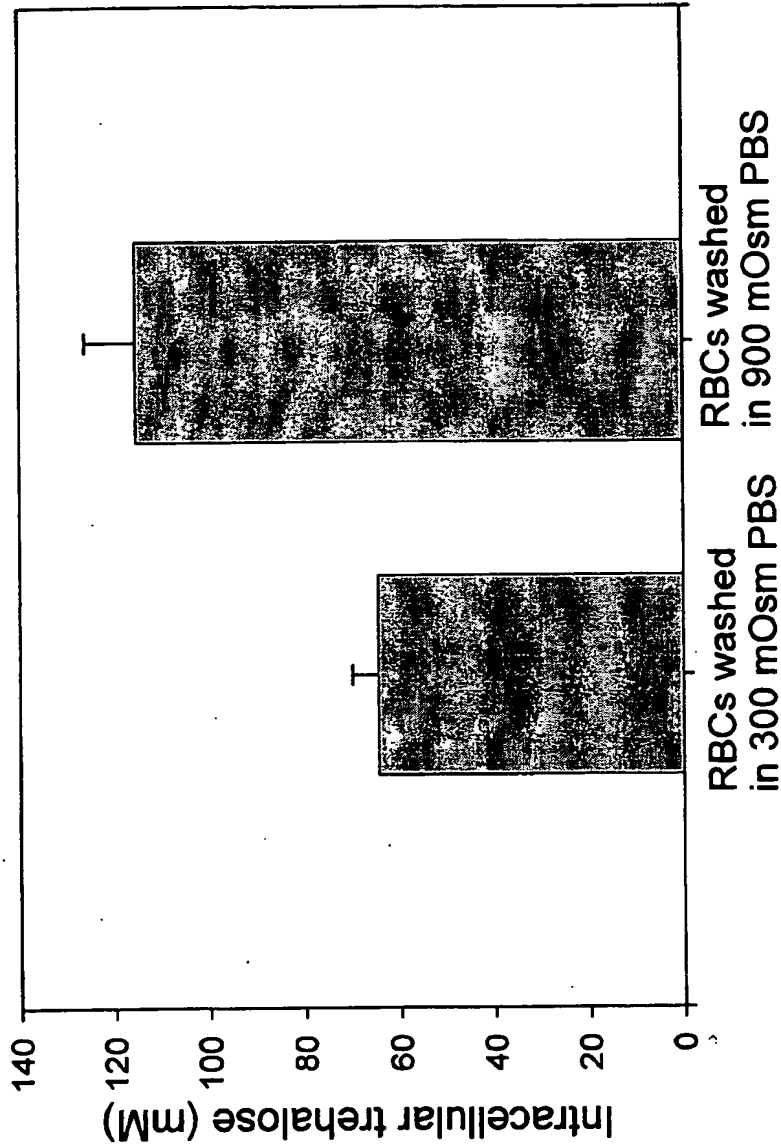 Intracellular trehalose (mM)
140
120
100
80
60
40
20
0
RBCs washed
in 300 mOsm PBS
RBCs washed
in 900 mOsm PBS